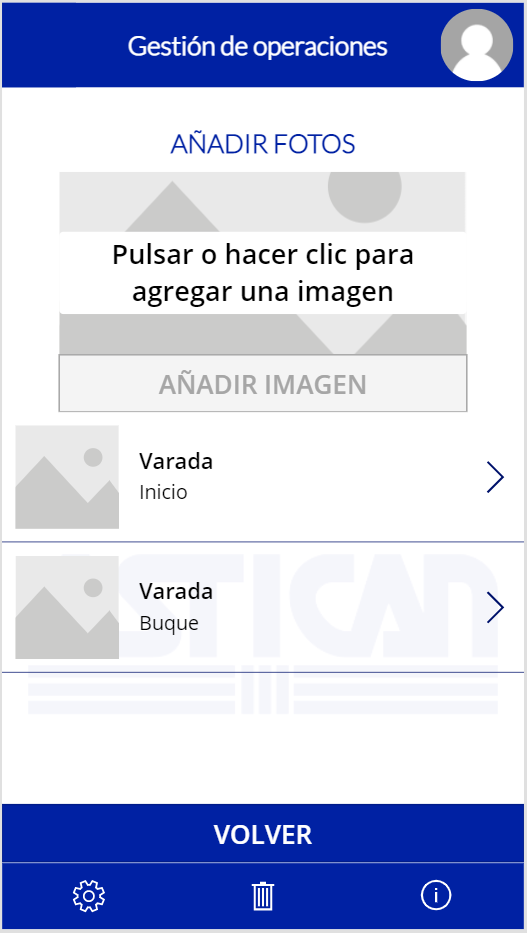 Gestión de operaciones
AÑADIR FOTOS
Pulsar o hacer clic para
agregar una imagen
AÑADIR IMAGEN
Varada
Inicio
ASTICAN
Varada
Buque
VOLVER